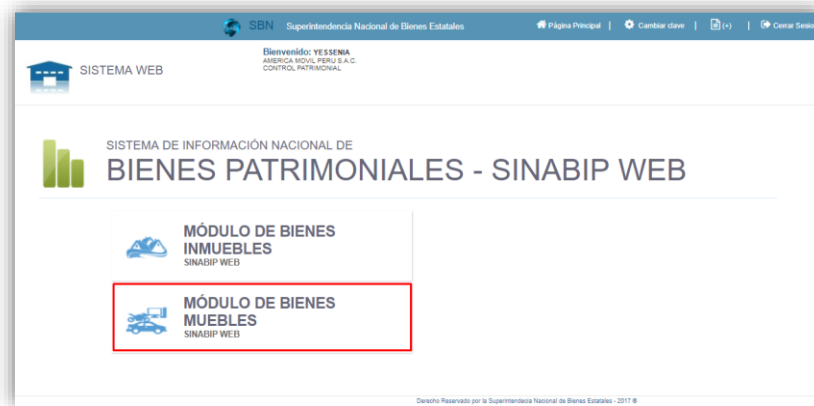 SBN Superintendencia Nacional de Bienes Estatales Página Principal | Cambiar clave | (+) | Cerrar Sesio
SISTEMA WEB
Bienvenido: YESSENIA
AMERICA MOVIL PERU S.A.C.
CONTROL PATRIMONIAL
SISTEMA DE INFORMACIÓN NACIONAL DE
BIENES PATRIMONIALES - SINABIP WEB
MÓDULO DE BIENES
INMUEBLES
SINABIP WEB
MÓDULO DE BIENES
MUEBLES
SINABIP WEB
Derecho Reservado por la Superintendecia Nacional de Bienes Estatales - 2017 ®